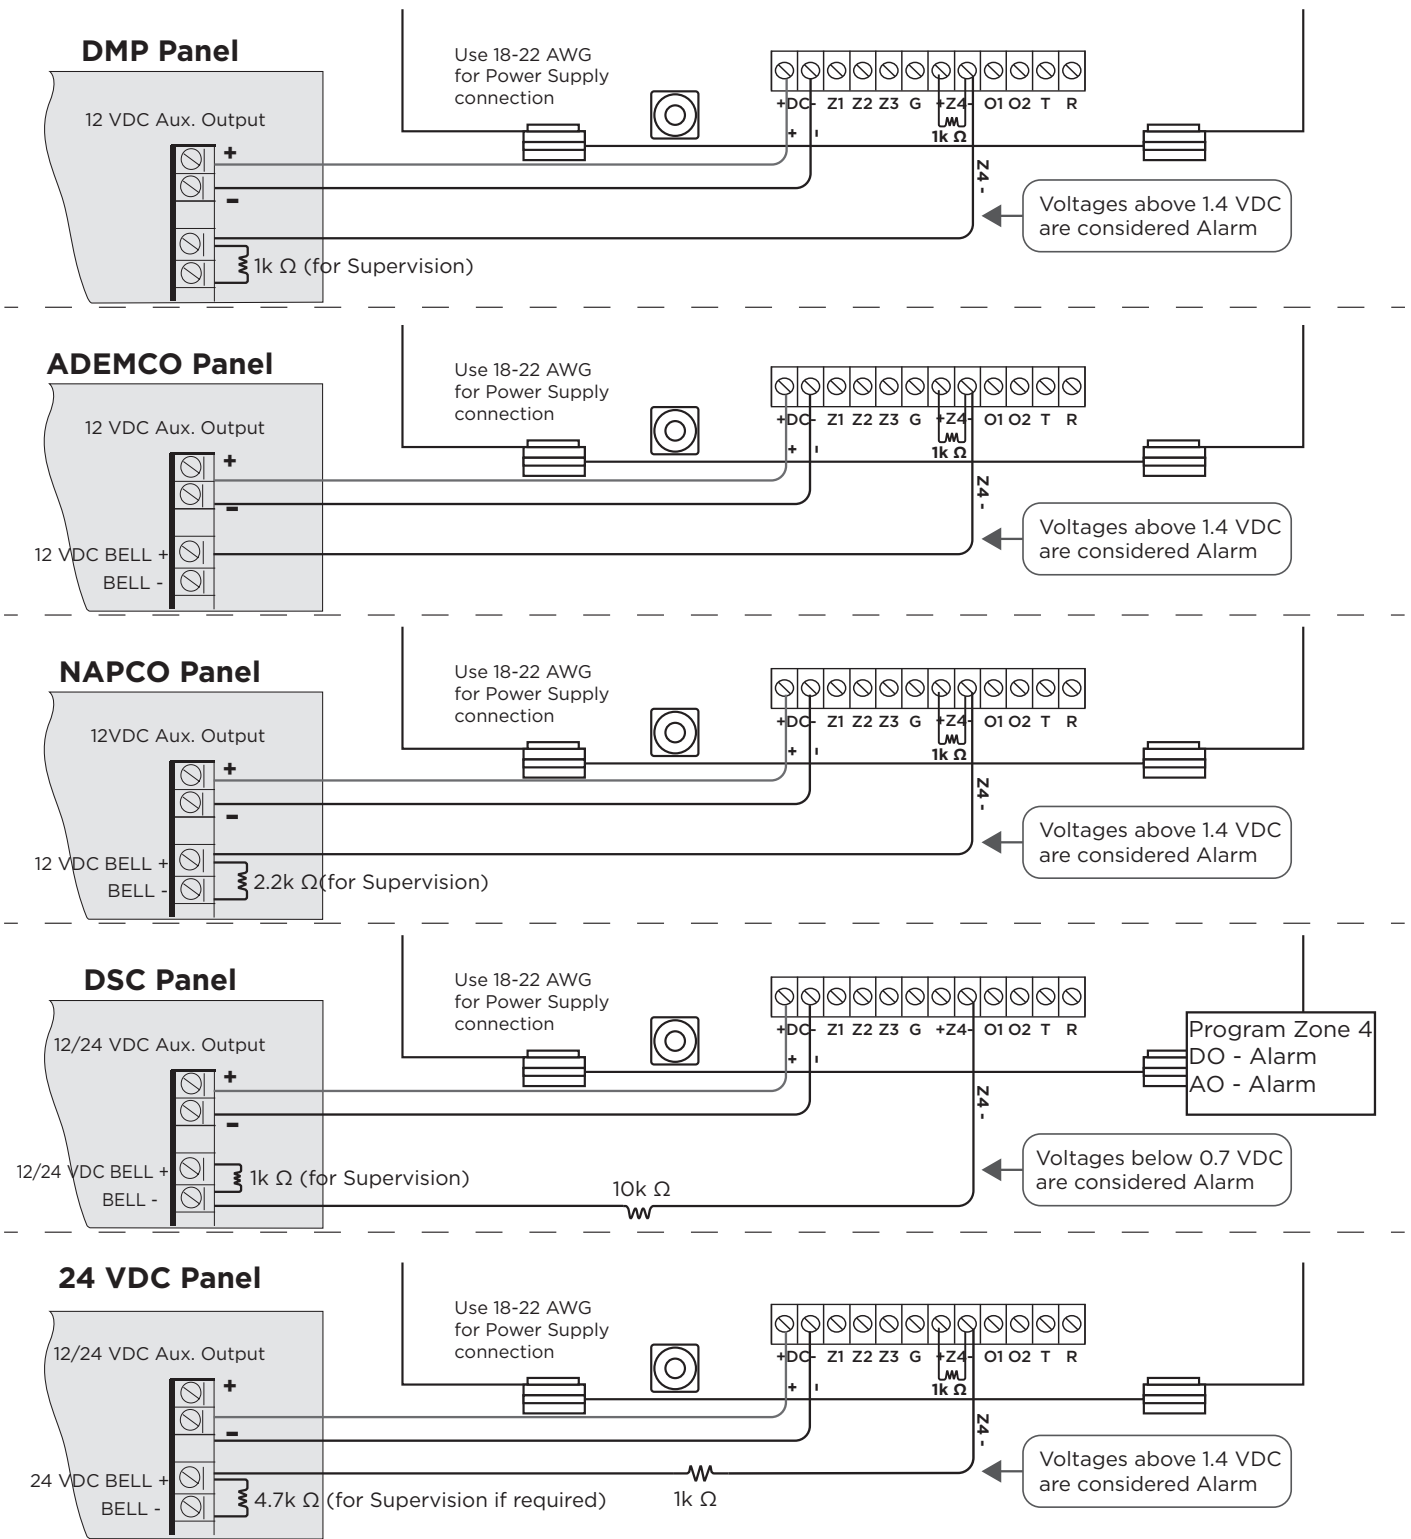 DMP Panel
Use 18-22 AWG
for Power Supply
connection
12 VDC Aux. Output
+
-
+DC- Z1 Z2 Z3 G +Z4- O1 O2 T R
+ -
1k Ω
Z4 -
Voltages above 1.4 VDC
are considered Alarm
1k Ω (for Supervision)
ADEMCO Panel
Use 18-22 AWG
for Power Supply
connection
12 VDC Aux. Output
+
-
+DC- Z1 Z2 Z3 G +Z4- O1 O2 T R
+ -
1k Ω
Z4 -
Voltages above 1.4 VDC
are considered Alarm
12 VDC BELL +
BELL -
NAPCO Panel
Use 18-22 AWG
for Power Supply
connection
12VDC Aux. Output
+
-
+DC- Z1 Z2 Z3 G +Z4- O1 O2 T R
+ -
1k Ω
Z4 -
Voltages above 1.4 VDC
are considered Alarm
12 VDC BELL +
BELL -
2.2k Ω(for Supervision)
DSC Panel
Use 18-22 AWG
for Power Supply
connection
12/24 VDC Aux. Output
+
-
+DC- Z1 Z2 Z3 G +Z4- O1 O2 T R
+ -
Program Zone 4
DO - Alarm
AO - Alarm
Z4 -
Voltages below 0.7 VDC
are considered Alarm
12/24 VDC BELL +
BELL -
1k Ω (for Supervision)
10k Ω
24 VDC Panel
Use 18-22 AWG
for Power Supply
connection
12/24 VDC Aux. Output
+
-
+DC- Z1 Z2 Z3 G +Z4- O1 O2 T R
+ -
1k Ω
Z4 -
Voltages above 1.4 VDC
are considered Alarm
24 VDC BELL +
BELL -
4.7k Ω (for Supervision if required)
1k Ω